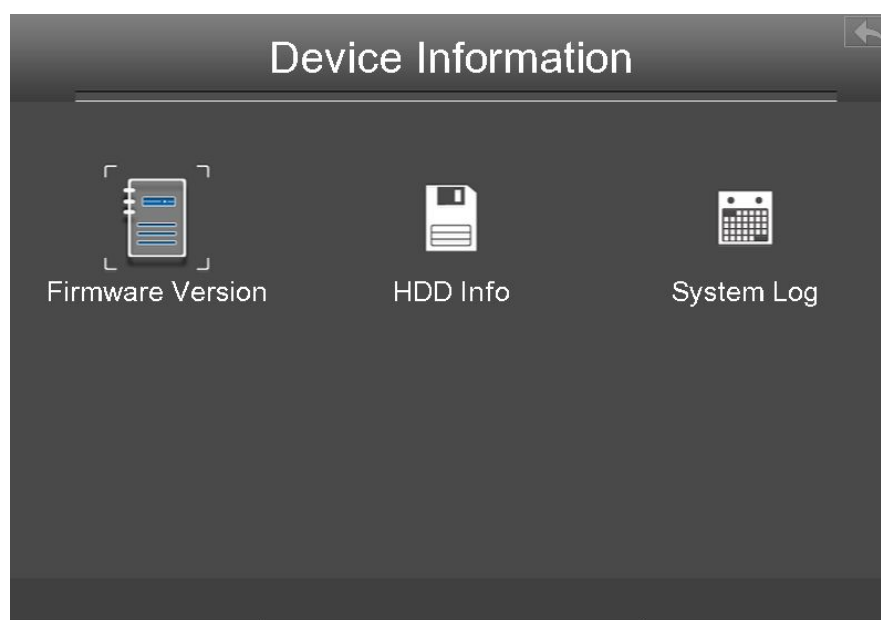 Device Information
Firmware Version
HDD Info
System Log